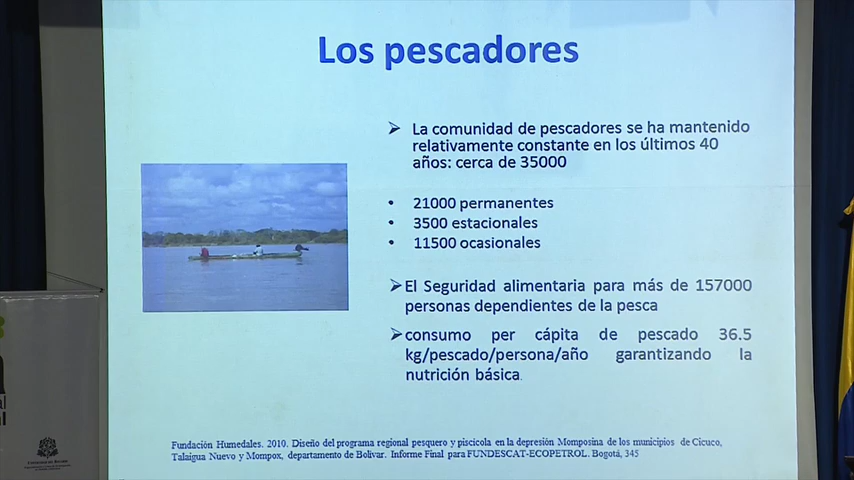 Los pescadores
La comunidad de pescadores se ha mantenido
relativamente constante en los últimos 40
años: cerca de 35000
• 21000 permanentes
• 3500 estacionales
• 11500 ocasionales
El Seguridad alimentaria para más de 157000
personas dependientes de la pesca
consumo per cápita de pescado 36.5
kg/pescado/persona/año garantizando la
nutrición básica.
Fundación Humedales. 2010. Diseño del programa regional pesquero y piscicola en la depresión Momposina de los municipios de Cicuco,
Talaigua Nuevo y Mompox, departamento de Bolivar. Informe Final para FUNDESCAT-ECOPETROL. Bogotá, 345